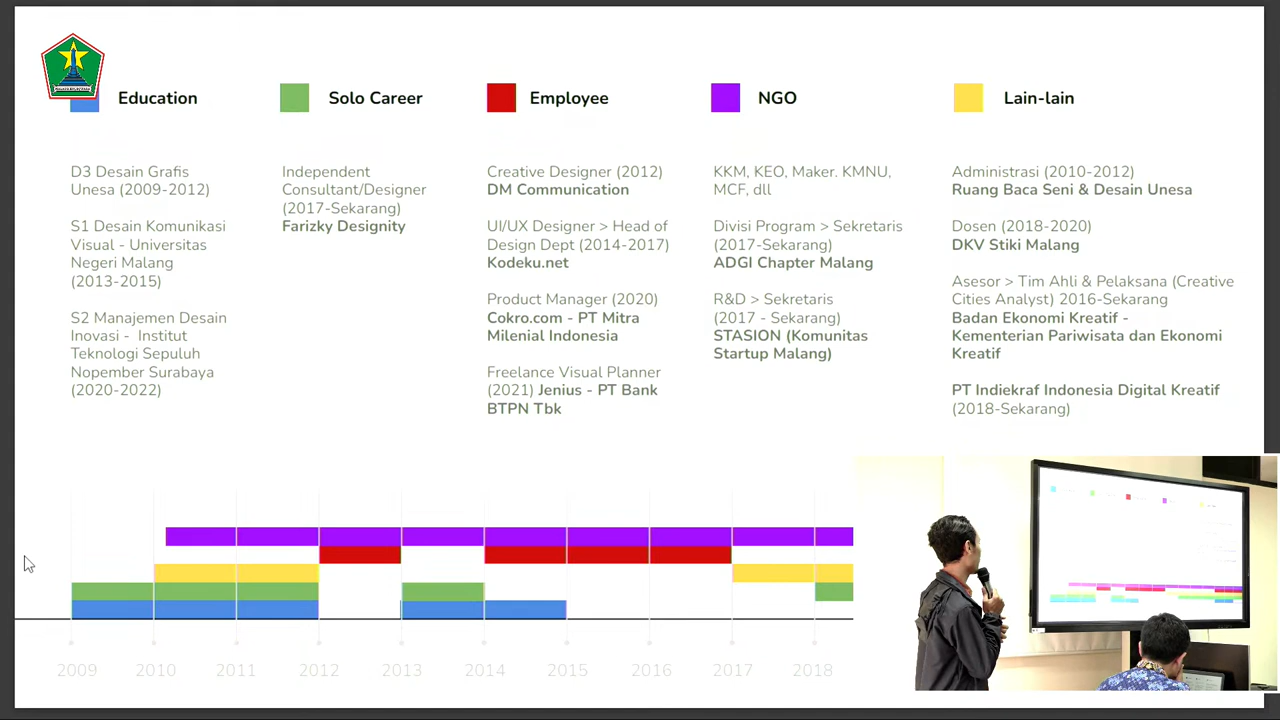 Education
D3 Desain Grafis
Unesa (2009-2012)
S1 Desain Komunikasi
Visual - Universitas
Negeri Malang
(2013-2015)
S2 Manajemen Desain
Inovasi -  Institut
Teknologi Sepuluh
Nopember Surabaya
(2020-2022)
Solo Career
Independent
Consultant/Designer
(2017-Sekarang)
Farizky Designity
Employee
Creative Designer (2012)
DM Communication
UI/UX Designer > Head of
Design Dept (2014-2017)
Kodeku.net
Product Manager (2020)
Cokro.com - PT Mitra
Milenial Indonesia
Freelance Visual Planner
(2021) Jenius - PT Bank
BTPN Tbk
NGO
KKM, KEO, Maker. KMNU,
MCF, dll
Divisi Program > Sekretaris
(2017-Sekarang)
ADGI Chapter Malang
R&D > Sekretaris
(2017 - Sekarang)
STASION (Komunitas
Startup Malang)
Lain-lain
Administrasi (2010-2012)
Ruang Baca Seni & Desain Unesa
Dosen (2018-2020)
DKV Stiki Malang
Asesor > Tim Ahli & Pelaksana (Creative
Cities Analyst) 2016-Sekarang
Badan Ekonomi Kreatif -
Kementerian Pariwisata dan Ekonomi
Kreatif
PT Indiekraf Indonesia Digital Kreatif
(2018-Sekarang)
2009 2010 2011 2012 2013 2014 2015 2016 2017 2018